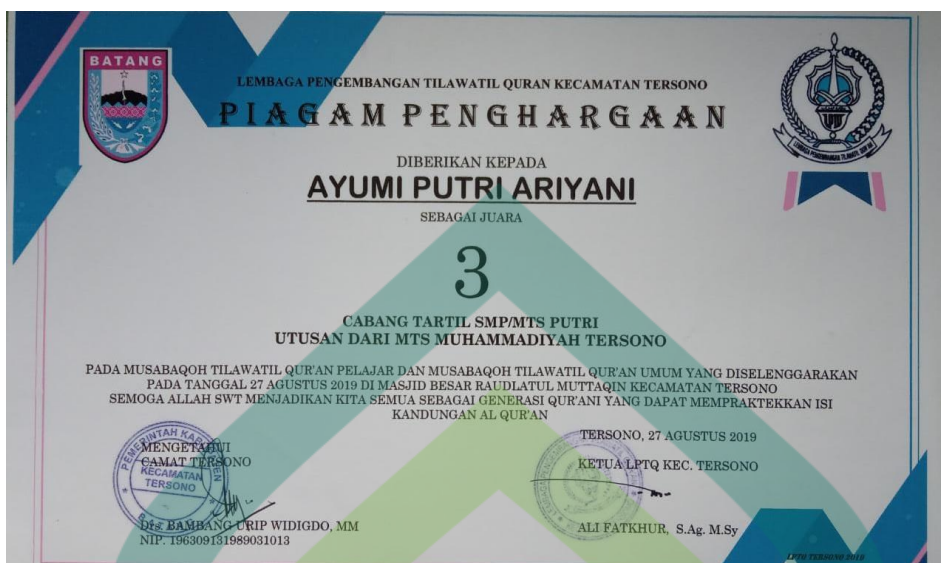 BATANG
LEMBAGA PENGEMBANGAN TILAWATIL QURAN KECAMATAN TERSONO
PIAGAM PENGHARGAAN
DIBERIKAN KEPADA
AYUMI PUTRI ARIYANI
SEBAGAI JUARA
3
CABANG TARTIL SMP/MTS PUTRI
UTUSAN DARI MTS MUHAMMADIYAH TERSONO
PADA MUSABAQOH TILAWATIL QUR'AN PELAJAR DAN MUSABAQOH TILAWATIL QUR'AN UMUM YANG DISELENGGARAKAN
PADA TANGGAL 27 AGUSTUS 2019 DI MASJID BESAR RAUDLATUL MUTTAQIN KECAMATAN TERSONO
SEMOGA ALLAH SWT MENJADIKAN KITA SEMUA SEBAGAI GENERASI QUR'ANI YANG DAPAT MEMPRAKTEKKAN ISI
KANDUNGAN AL QUR'AN
MENGETAHUI
CAMAT TERSONO
PEMERINTAH KABUPATEN
KECAMATAN
TERSONO
Drs. BAMBANG URIP WIDIGDO, MM
NIP. 196309131989031013
TERSONO, 27 AGUSTUS 2019
KETUA LPTQ KEC. TERSONO
ALI FATKHUR, S.Ag. M.Sy